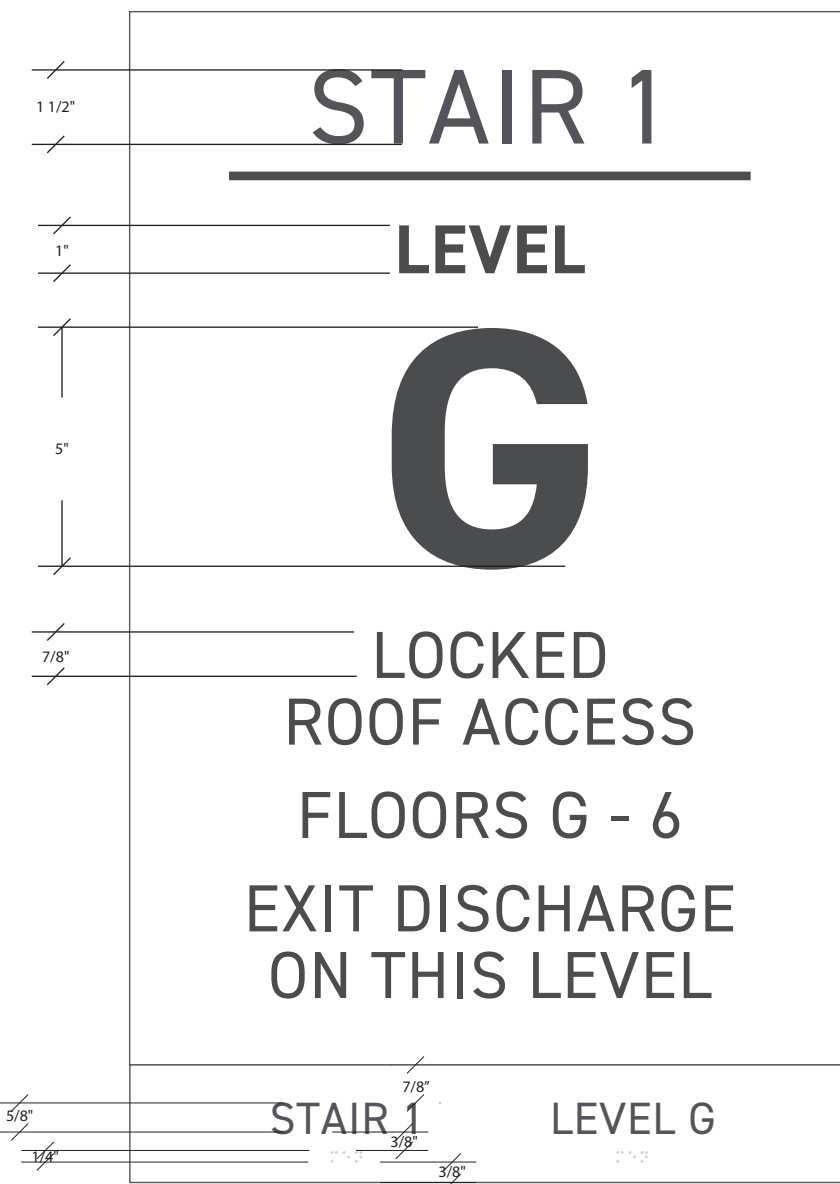 1 1/2"
STAIR 1
1"
LEVEL
5"
G
7/8"
LOCKED
ROOF ACCESS
FLOORS G - 6
EXIT DISCHARGE
ON THIS LEVEL
7/8"
5/8"
STAIR 1
LEVEL G
3/8"
1/4"
3/8"